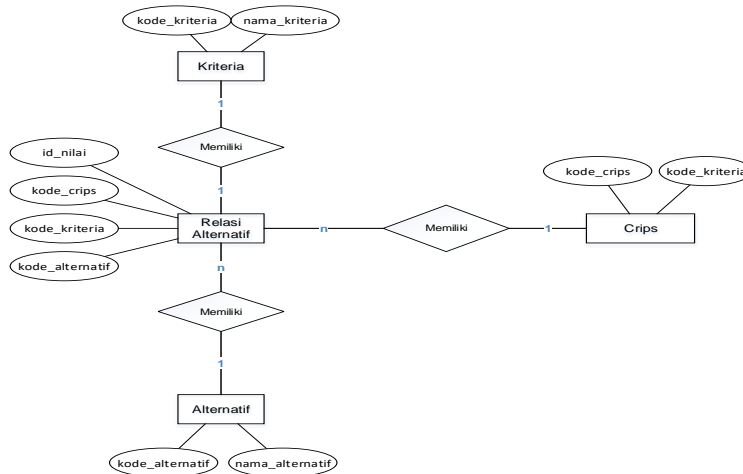 kode_kriteria nama_kriteria
Kriteria
1
Memiliki
1
id_nilai
kode_crips
kode_kriteria
kode_alternatif
Relasi
Alternatif
n
Memiliki
1
kode_crips
kode_kriteria
Crips
n
Memiliki
1
Alternatif
kode_alternatif nama_alternatif